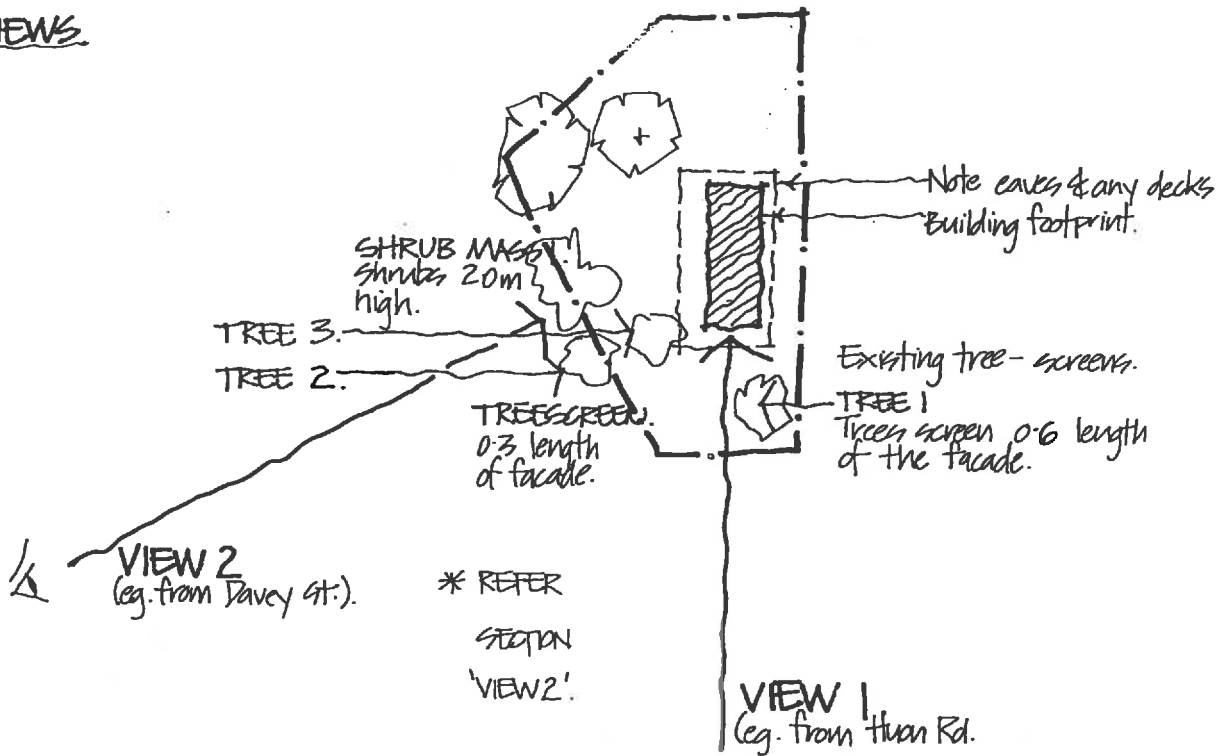 IEWS
Note eaves & any decks
Building footprint.
SHRUB MASS
Shrubs 20m
high.
TREE 3.
TREE 2.
TREESCREEN.
0.3 length
of facade.
Existing tree - screens.
TREE 1
Trees screen 0.6 length
of the facade.
VIEW 2
(eg. from Davey St.).
* REFER
SECTION
'VIEW 2'.
VIEW 1
(eg. from Huon Rd.